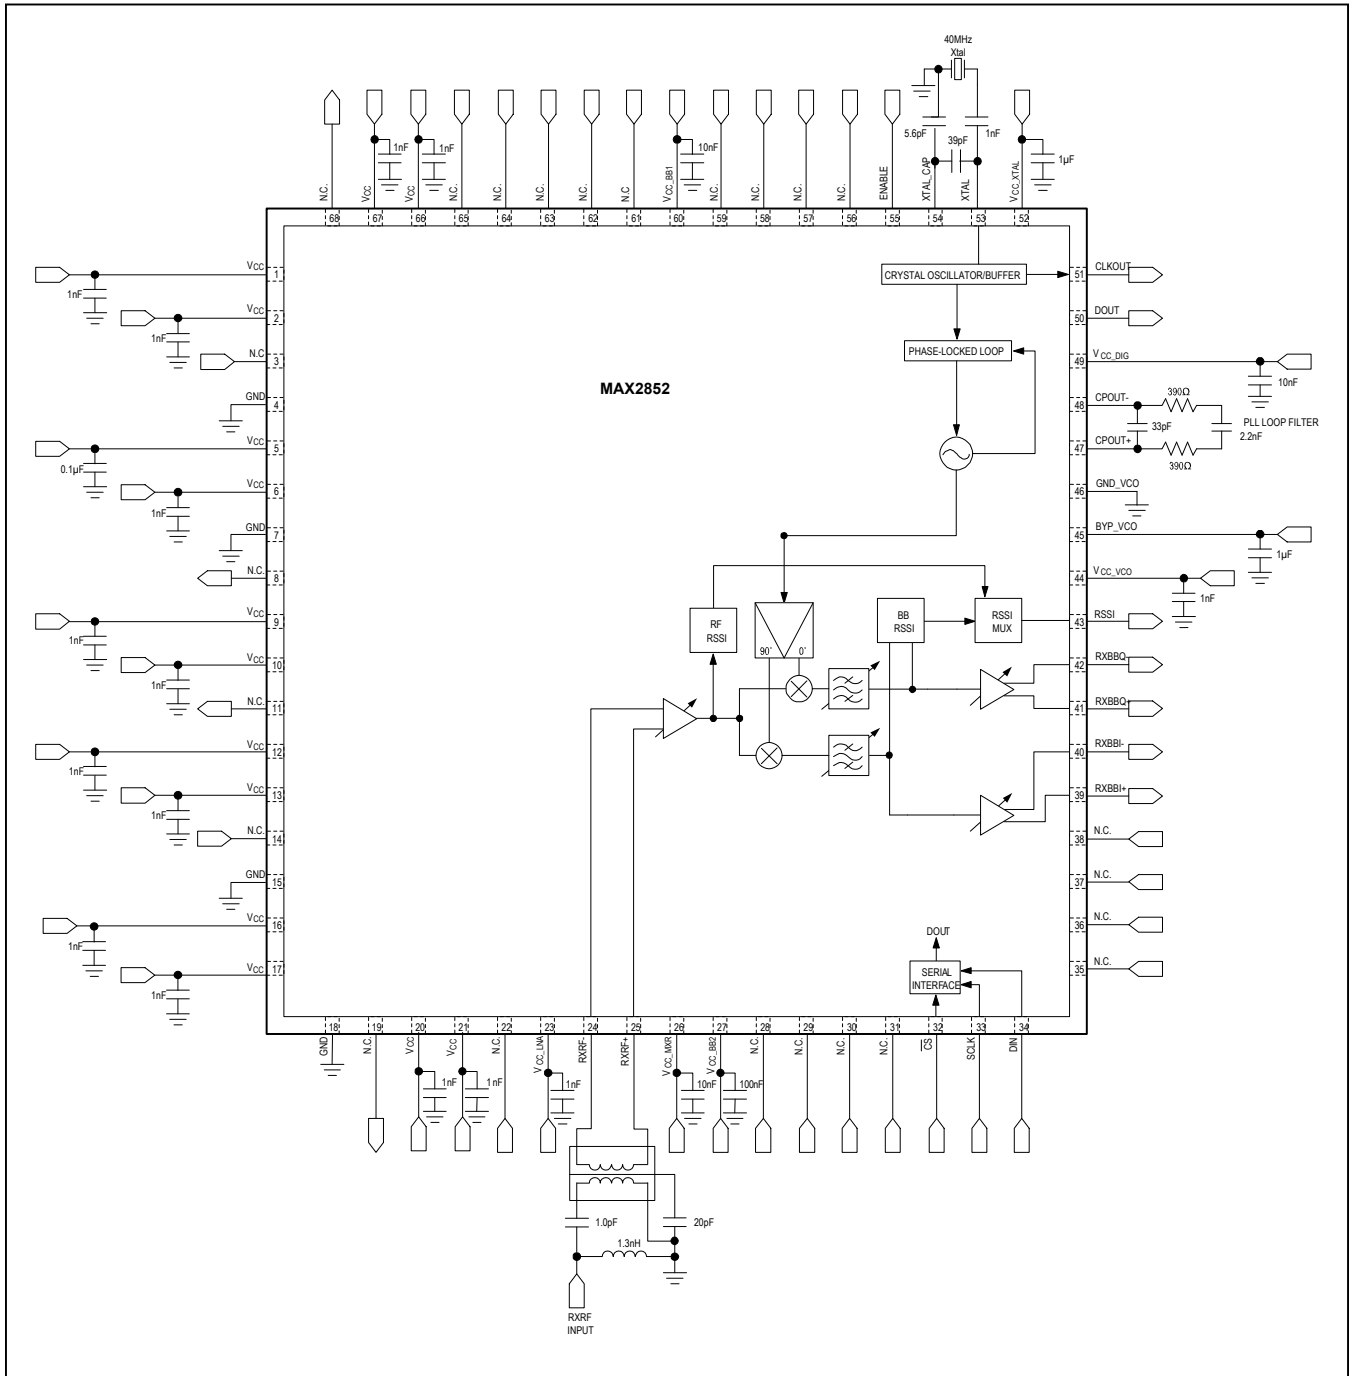 40MHz
Xtal
5.6pF
39pF
1nF
1nF
1nF
10nF
1µF
N.C.
VCC
VCC
N.C.
N.C.
N.C.
N.C.
N.C
VCC_BB1
N.C.
N.C.
N.C.
N.C.
ENABLE
XTAL_CAP
XTAL
VCC_XTAL
68
67
66
65
64
63
62
61
60
59
58
57
56
55
54
53
52
VCC
1
1nF
VCC
2
1nF
N.C
3
GND
4
VCC
5
0.1µF
VCC
6
1nF
GND
7
N.C.
8
VCC
9
1nF
VCC
10
1nF
N.C.
11
VCC
12
1nF
VCC
13
1nF
N.C.
14
GND
15
VCC
16
1nF
VCC
17
1nF
MAX2852
CRYSTAL OSCILLATOR/BUFFER
PHASE-LOCKED LOOP
RF
RSSI
90°
0°
BB
RSSI
RSSI
MUX
DOUT
SERIAL
INTERFACE
51
CLKOUT
50
DOUT
49
VCC_DIG
10nF
48
CPOUT-
390Ω
33pF
PLL LOOP FILTER
2.2nF
47
CPOUT+
390Ω
46
GND_VCO
45
BYP_VCO
1µF
44
VCC_VCO
1nF
43
RSSI
42
RXBBQ-
41
RXBBQ+
40
RXBBI-
39
RXBBI+
38
N.C.
37
N.C.
36
N.C.
35
N.C.
18
19
20
21
22
23
24
25
26
27
28
29
30
31
32
33
34
GND
N.C.
VCC
VCC
N.C.
VCC_LNA
RXRF-
RXRF+
VCC_MXR
VCC_BB2
N.C.
N.C.
N.C.
N.C.
CS
SCLK
DIN
1nF
1nF
1nF
10nF
100nF
1.0pF
20pF
1.3nH
RXRF
INPUT